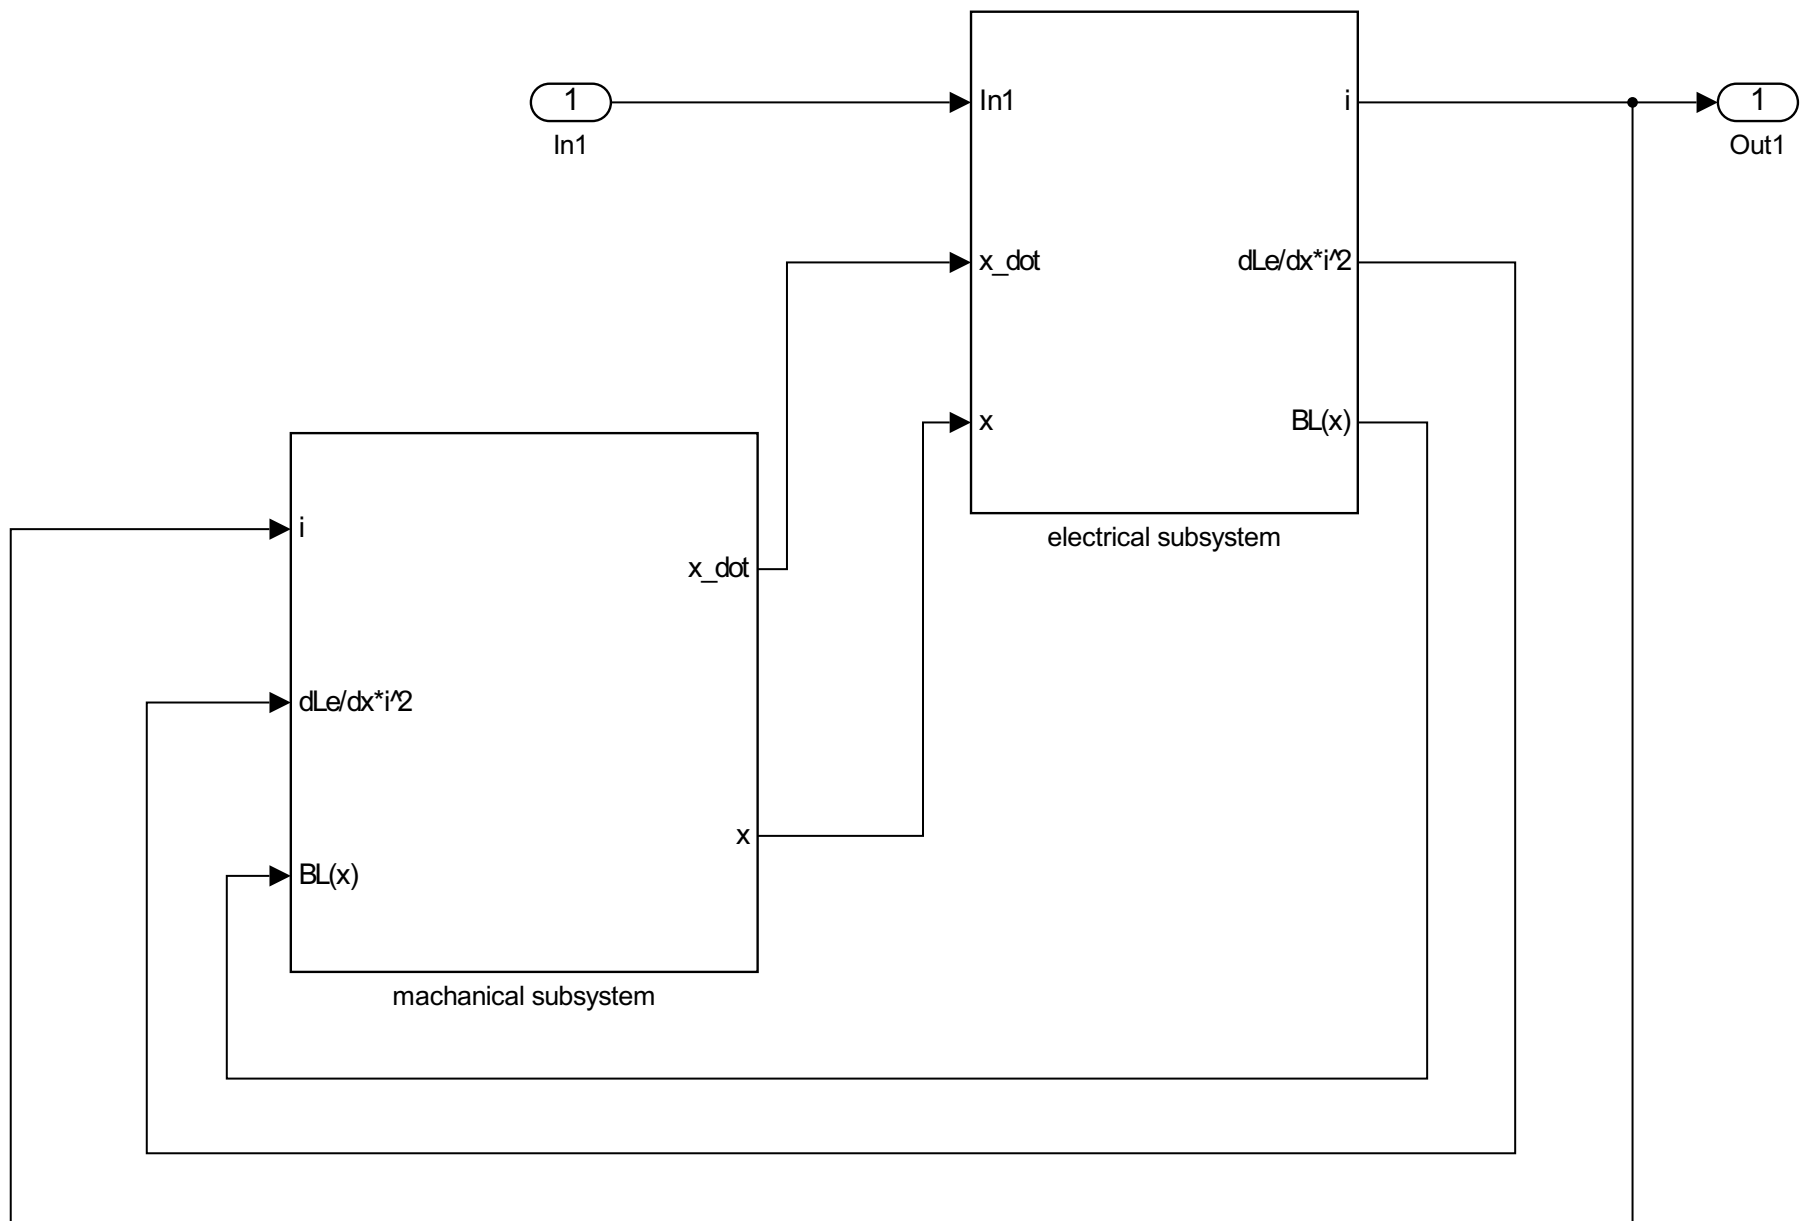 1
In1
In1
x_dot
x
i
dLe/dx*i^2
BL(x)
electrical subsystem
1
Out1
i
dLe/dx*i^2
BL(x)
x_dot
x
machanical subsystem